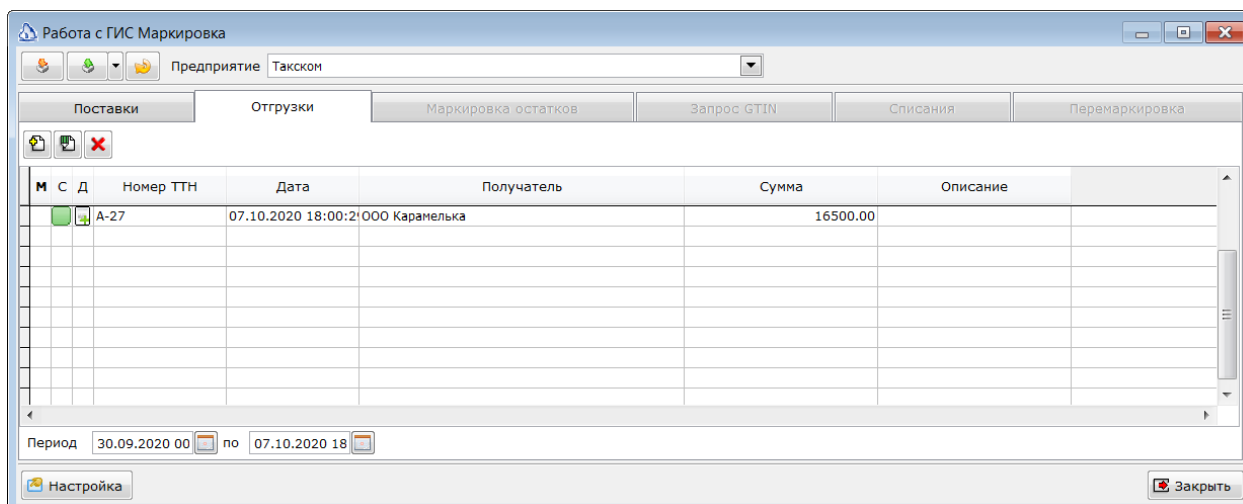 Работа с ГИС Маркировка
Предприятие Такском
Поставки Отгрузки Маркировка остатков Запрос GTIN Списания Перемаркировка
М С Д Номер ТТН Дата Получатель Сумма Описание
А-27 07.10.2020 18:00:2 ООО Карамелька 16500.00
Период 30.09.2020 00 по 07.10.2020 18
Настройка Закрыть